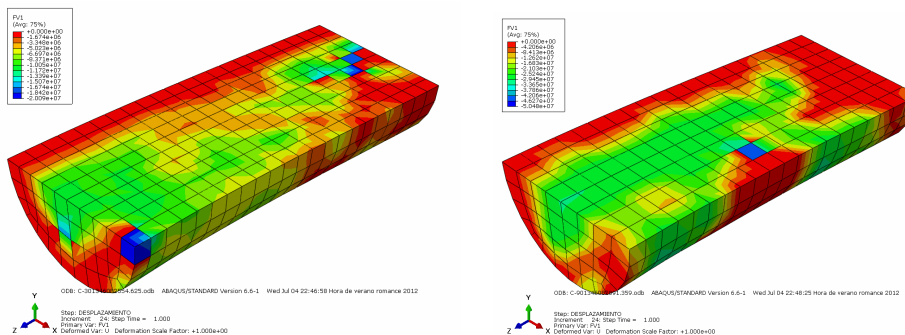 FV1
(Avg: 75%)
+0.000e+00
-1.674e+06
-3.348e+06
-5.023e+06
-6.697e+06
-8.371e+06
-1.005e+07
-1.172e+07
-1.339e+07
-1.507e+07
-1.674e+07
-1.842e+07
-2.009e+07
ABAQUS/STANDARD Version 6.6-1 Wed Jul 04 22:46:58 Hora de verano romance 2012
Y
Z X
Step: DESPLAZAMIENTO
Increment 24: Step Time = 1.000
Primary Var: FV1
Deformed Var: U Deformation Scale Factor: +1.000e+00
FV1
(Avg: 75%)
+0.000e+00
-4.206e+06
-8.413e+06
-1.262e+07
-1.683e+07
-2.103e+07
-2.524e+07
-2.945e+07
-3.365e+07
-3.786e+07
-4.206e+07
-4.627e+07
-5.048e+07
ABAQUS/STANDARD Version 6.6-1 Wed Jul 04 22:48:25 Hora de verano romance 2012
Y
Z X
Step: DESPLAZAMIENTO
Increment 24: Step Time = 1.000
Primary Var: FV1
Deformed Var: U Deformation Scale Factor: +1.000e+00